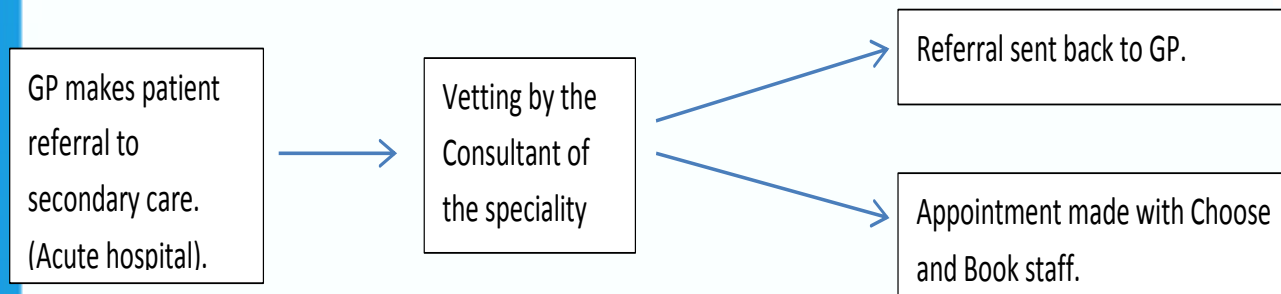 GP makes patient
referral to
secondary care.
(Acute hospital).
Vetting by the
Consultant of
the speciality
Referral sent back to GP.
Appointment made with Choose
and Book staff.